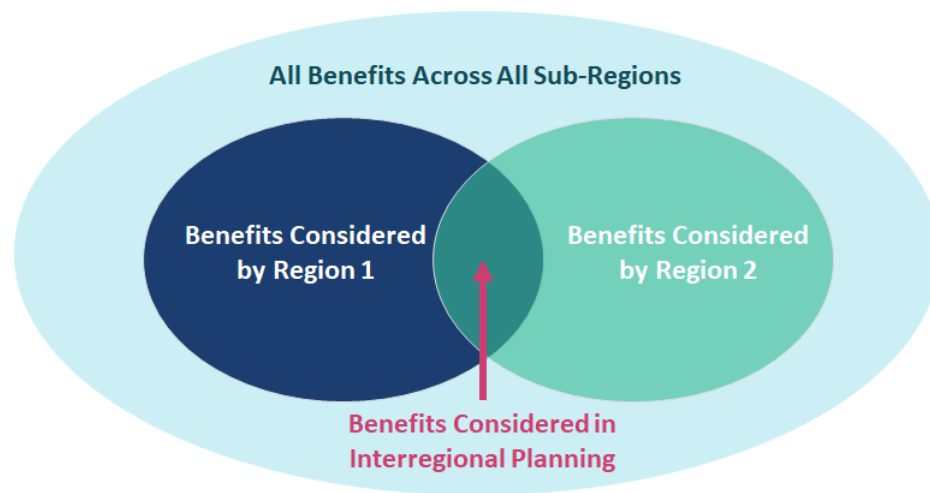 All Benefits Across All Sub-Regions
Benefits Considered
by Region 1
Benefits Considered
by Region 2
Benefits Considered in
Interregional Planning